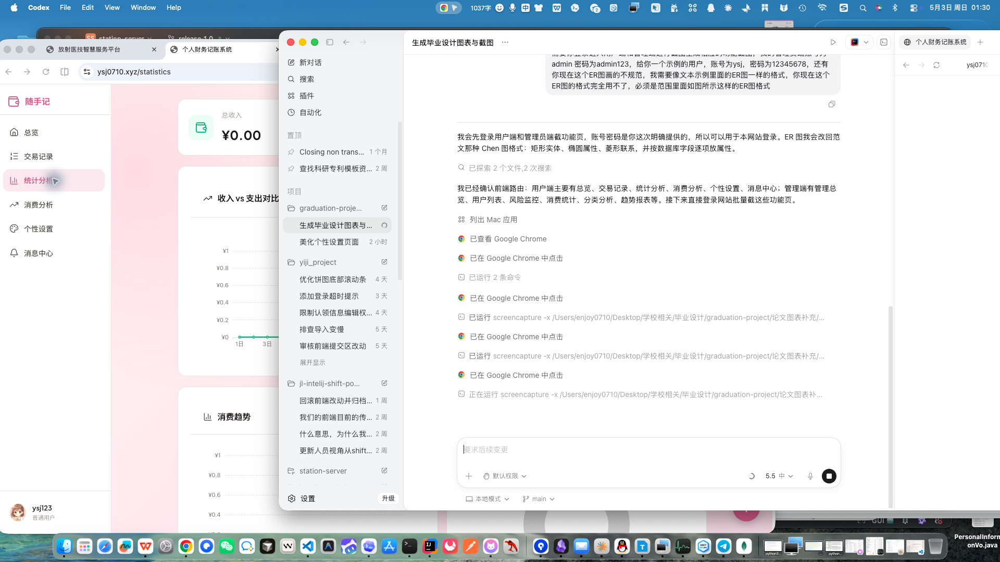 Codex File Edit View Window Help
1037字
5月3日 周日 01:30
station-server
release-1.0
放射医技智慧服务平台
个人财务记账系统
ysj0710.xyz/statistics
随手记
总览
交易记录
统计分析
消费分析
个性设置
消息中心
ysj123
普通用户
总收入
¥0.00
收入 vs 支出对比
¥1
¥0.8
¥0.6
¥0.4
¥0.2
¥0
1日 3日
消费趋势
¥1
¥0.8
¥0.6
¥0.4
新对话
搜索
插件
自动化
置顶
Closing non trans... 1 个月
查找科研专利模板资... 2 周
项目
graduation-proje...
生成毕业设计图表与...
美化个性设置页面 2 小时
yiji_project
优化饼图底部滚动条 4 天
添加登录超时提示 3 天
限制认领信息编辑权... 4 天
排查导入变慢 5 天
审核前端提交区改动 5 天
展开显示
jl-intelij-shift-po...
回滚前端改动并归档... 1 周
我们的前端目前的传... 2 周
什么意思，为什么我... 2 周
更新人员视角从shift... 2 周
station-server
设置 升级
生成毕业设计图表与截图 ···
admin 密码为admin123，给你一个示例的用户，账号为ysj，密码为12345678，还有
你现在这个ER图画的不规范，我需要像文本示例里面的ER图一样的格式，你现在这个
ER图的格式完全用不了，必须是范围里面如图所示这样的ER图格式
我会先登录用户端和管理员端截功能页，账号密码是你这次明确提供的，所以可以用于本网站登录。ER 图我会改回范
文那种 Chen 图格式：矩形实体、椭圆属性、菱形联系，并按数据库字段逐项放属性。
已探索 2 个文件,2 次搜索
我已经确认前端路由：用户端主要有总览、交易记录、统计分析、消费分析、个性设置、消息中心；管理端有管理总
览、用户列表、风险监控、消费统计、分类分析、趋势报表等。接下来直接登录网站批量截这些功能页。
列出 Mac 应用
已查看 Google Chrome
已在 Google Chrome 中点击
已运行 2 条命令
已在 Google Chrome 中点击
已运行 screencapture -x /Users/enjoy0710/Desktop/学校相关/毕业设计/graduation-project/论文图表补充/...
已在 Google Chrome 中点击
已运行 screencapture -x /Users/enjoy0710/Desktop/学校相关/毕业设计/graduation-project/论文图表补充/...
已在 Google Chrome 中点击
正在运行 screencapture -x /Users/enjoy0710/Desktop/学校相关/毕业设计/graduation-project/论文图表补...
要求后续变更
默认权限
5.5 中
本地模式 main
个人财务记账系统
ysj0710
GUI
PersonalInform
onVo.java